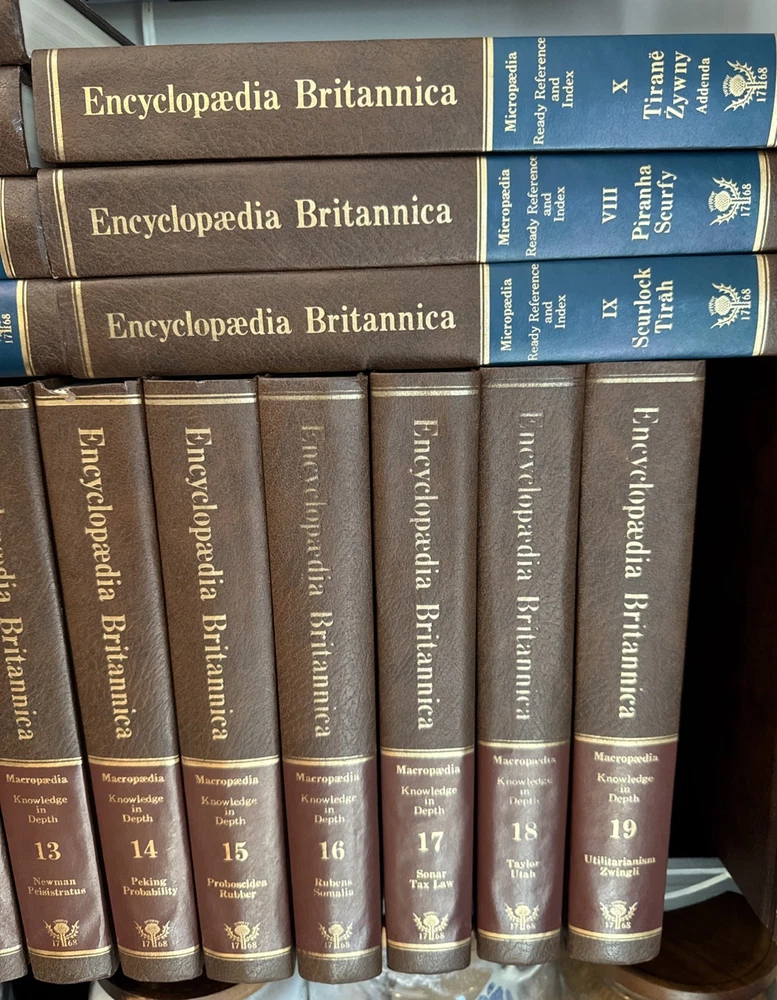 Encyclopædia Britannica
Micropædia
Ready Reference
and
Index
X
Tiranë
Żywny
Addenda
1768
Encyclopædia Britannica
Micropædia
Ready Reference
and
Index
VIII
Piranha
Scurfy
1768
1768
Encyclopædia Britannica
Micropædia
Ready Reference
and
Index
IX
Scurlock
Tirāh
1768
Britannica
Macropædia
Knowledge
in
Depth
13
Newman
Peisistratus
1768
Encyclopædia Britannica
Macropædia
Knowledge
in
Depth
14
Peking
Probability
1768
Encyclopædia Britannica
Macropædia
Knowledge
in
Depth
15
Proboscidea
Rubber
1768
Encyclopædia Britannica
Macropædia
Knowledge
in
Depth
16
Rubens
Somalia
1768
Encyclopædia Britannica
Macropædia
Knowledge
in
Depth
17
Sonar
Tax Law
1768
Encyclopædia Britannica
Macropædia
Knowledge
in
Depth
18
Taylor
Utah
1768
Encyclopædia Britannica
Macropædia
Knowledge
in
Depth
19
Utilitarianism
Zwingli
1768